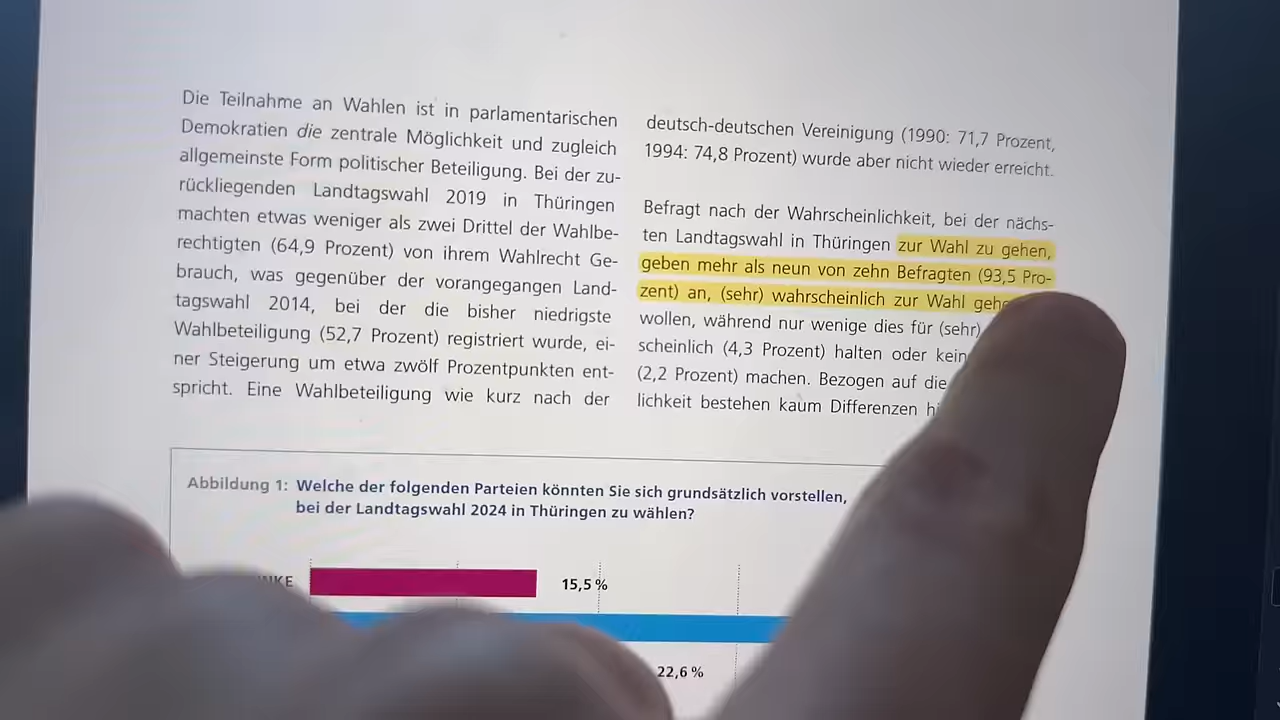 Die Teilnahme an Wahlen ist in parlamentarischen
Demokratien die zentrale Möglichkeit und zugleich
allgemeinste Form politischer Beteiligung. Bei der zu-
rückliegenden Landtagswahl 2019 in Thüringen
machten etwas weniger als zwei Drittel der Wahlbe-
rechtigten (64,9 Prozent) von ihrem Wahlrecht Ge-
brauch, was gegenüber der vorangegangen Land-
tagswahl 2014, bei der die bisher niedrigste
Wahlbeteiligung (52,7 Prozent) registriert wurde, ei-
ner Steigerung um etwa zwölf Prozentpunkten ent-
spricht. Eine Wahlbeteiligung wie kurz nach der
deutsch-deutschen Vereinigung (1990: 71,7 Prozent,
1994: 74,8 Prozent) wurde aber nicht wieder erreicht.
Befragt nach der Wahrscheinlichkeit, bei der nächs-
ten Landtagswahl in Thüringen zur Wahl zu gehen,
geben mehr als neun von zehn Befragten (93,5 Pro-
zent) an, (sehr) wahrscheinlich zur Wahl
wollen, während nur wenige dies für (sehr)
scheinlich (4,3 Prozent) halten oder
(2,2 Prozent) machen. Bezogen auf die
lichkeit bestehen kaum Differenzen
Abbildung 1: Welche der folgenden Parteien könnten Sie sich grundsätzlich vorstellen,
bei der Landtagswahl 2024 in Thüringen zu wählen?
15,5 %
22,6 %